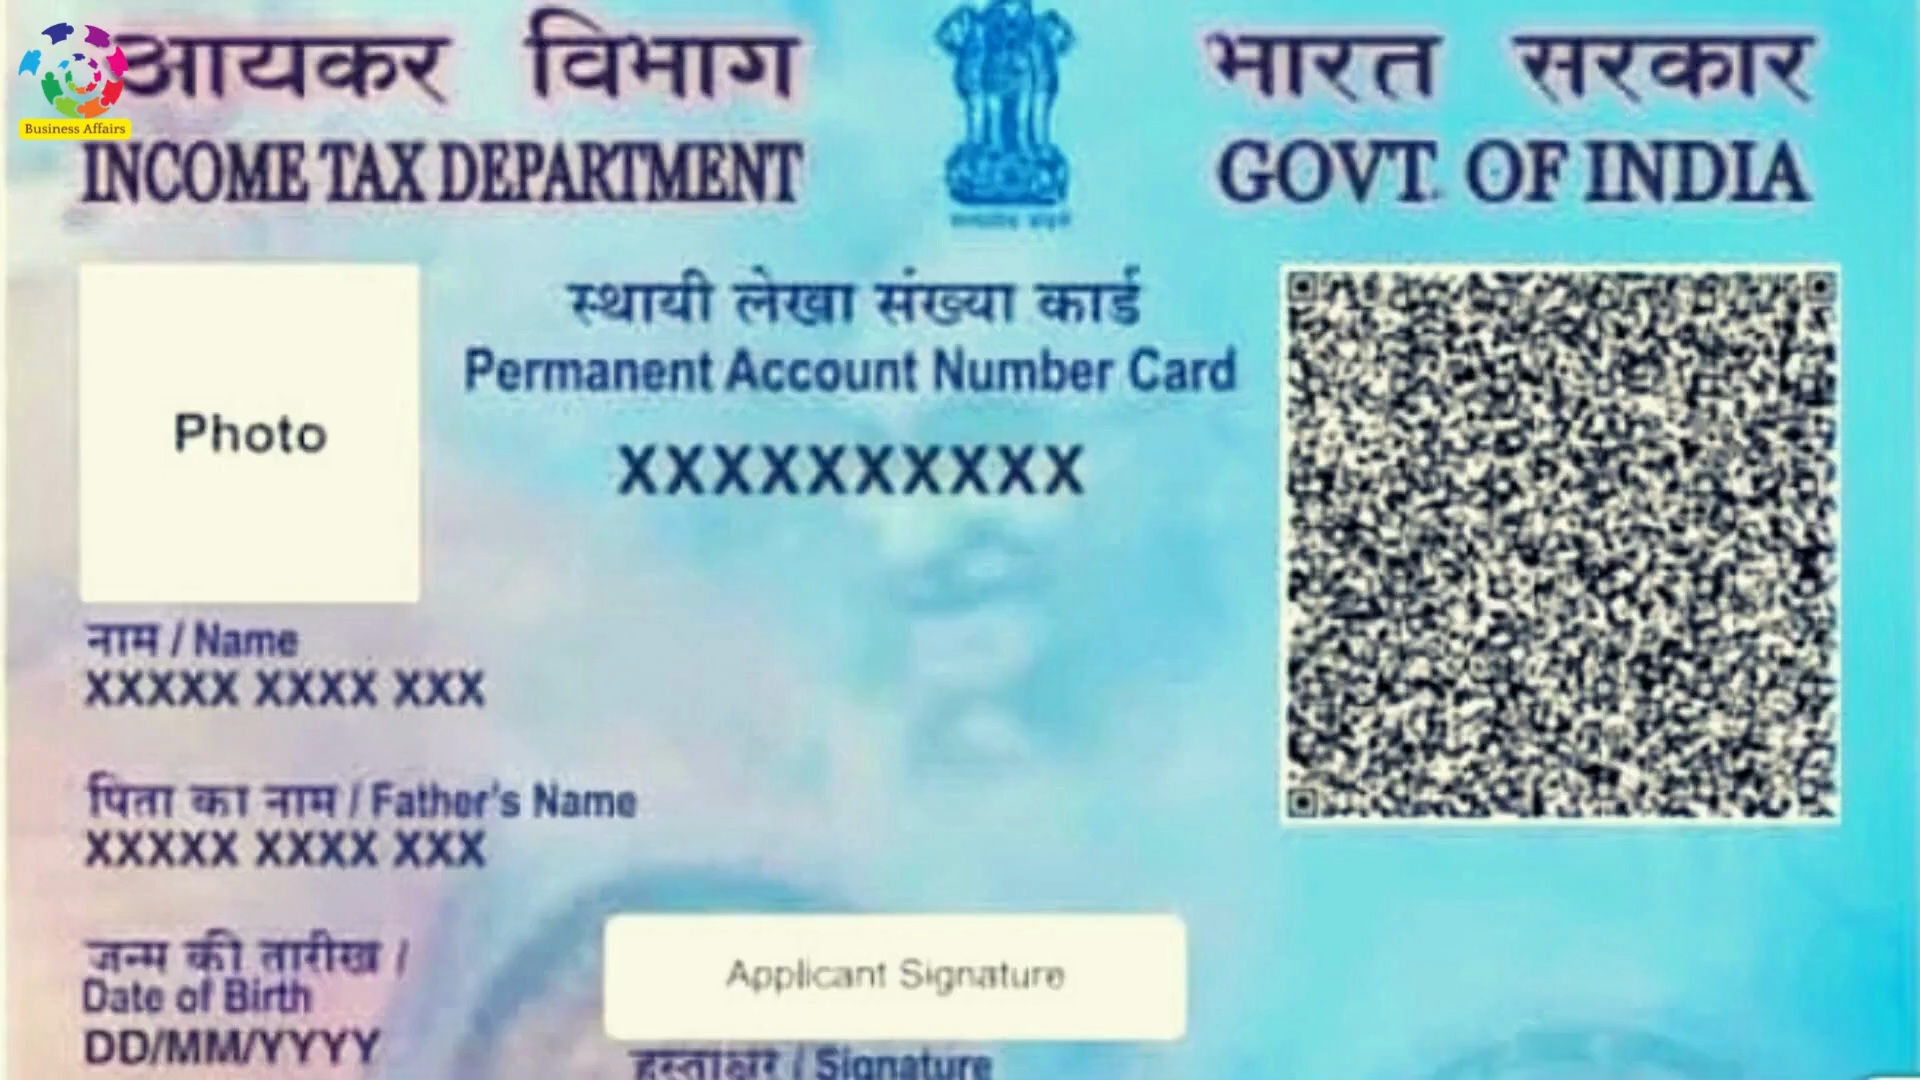 आयकर विभाग
INCOME TAX DEPARTMENT
भारत सरकार
GOVT. OF INDIA
Business Affairs
स्थायी लेखा संख्या कार्ड
Permanent Account Number Card
XXXXXXXXXX
Photo
नाम / Name
XXXXX XXXX XXX
पिता का नाम / Father's Name
XXXXX XXXX XXX
जन्म की तारीख /
Date of Birth
DD/MM/YYYY
Applicant Signature
हस्ताक्षर / Signature